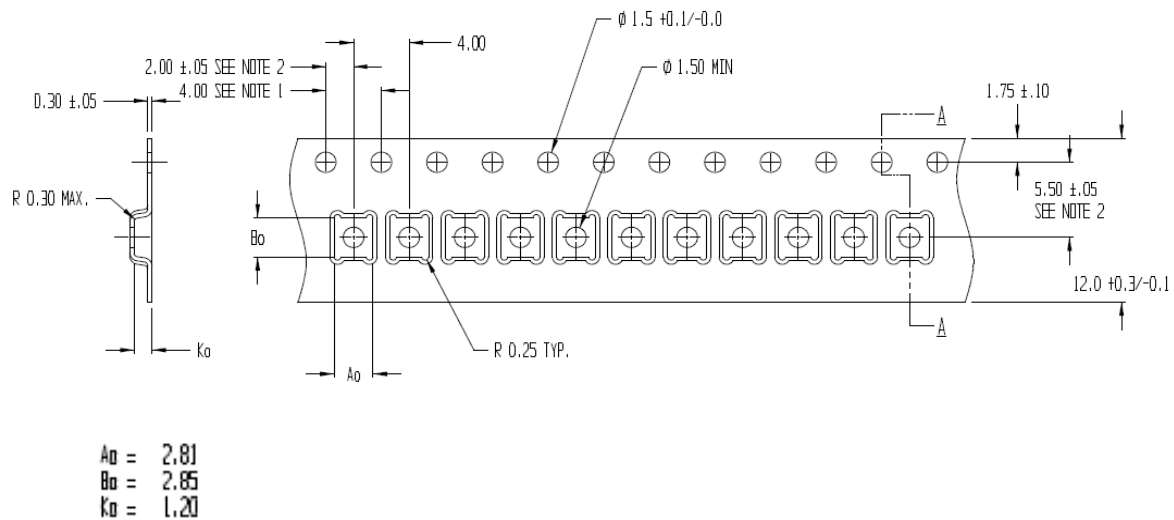 Ø 1.5 +0.1/-0.0
4.00
2.00 ±.05 SEE NOTE 2
Ø 1.50 MIN
4.00 SEE NOTE 1
1.75 ±.10
0.30 ±.05
A
R 0.30 MAX.
5.50 ±.05
SEE NOTE 2
Bo
12.0 +0.3/-0.1
A
Ko
R 0.25 TYP.
Ao
Ao = 2.81
Bo = 2.85
Ko = 1.20